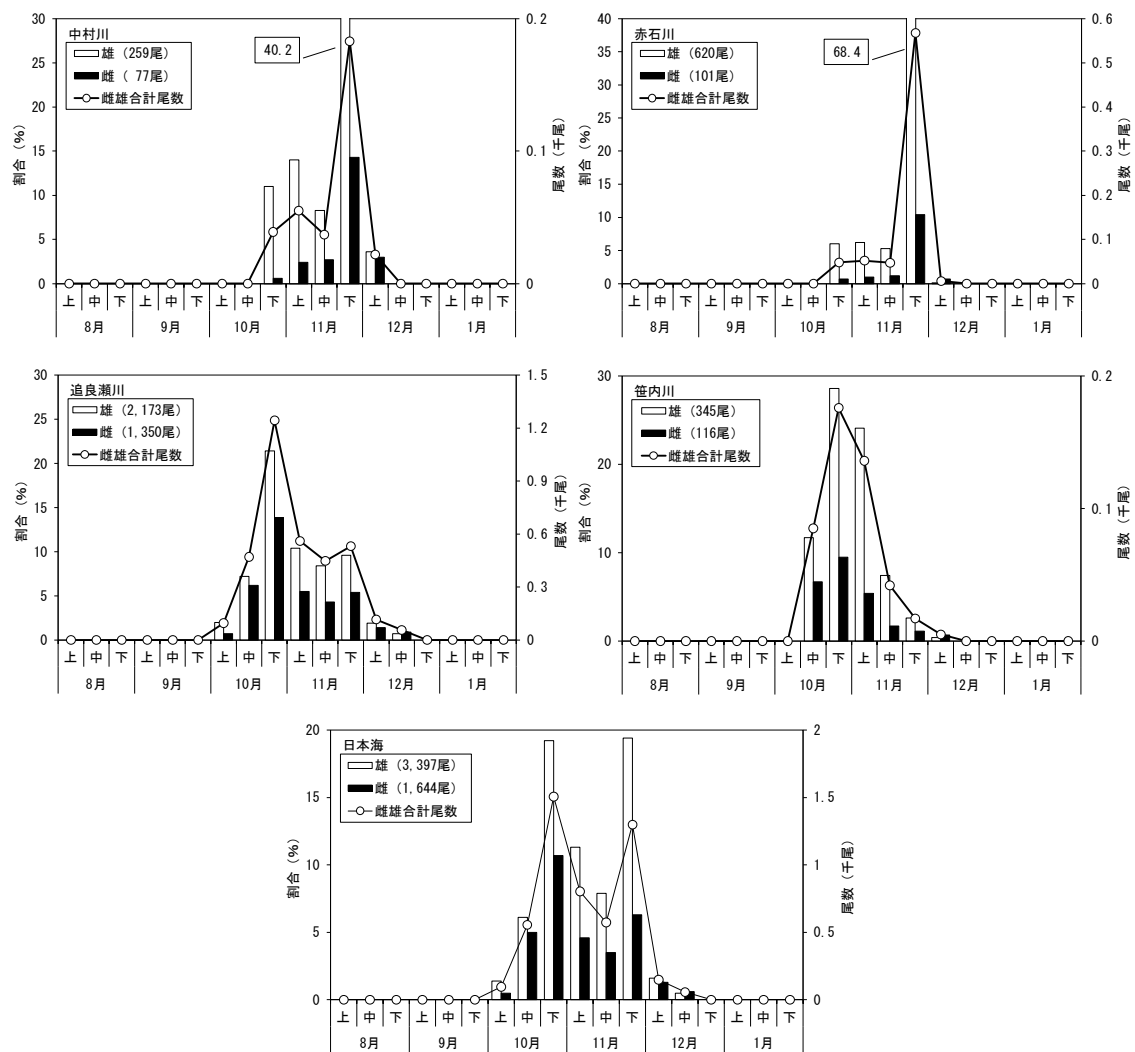 中村川
雄（259尾）
雌（ 77尾）
雌雄合計尾数
40.2
割合（%）
30
25
20
15
10
5
0
尾数（千尾）
0.2
0.1
0
上 中 下 上 中 下 上 中 下 上 中 下 上 中 下 上 中 下
8月 9月 10月 11月 12月 1月
赤石川
雄（620尾）
雌（101尾）
雌雄合計尾数
68.4
割合（%）
40
35
30
25
20
15
10
5
0
尾数（千尾）
0.6
0.5
0.4
0.3
0.2
0.1
0
上 中 下 上 中 下 上 中 下 上 中 下 上 中 下 上 中 下
8月 9月 10月 11月 12月 1月
追良瀬川
雄（2,173尾）
雌（1,350尾）
雌雄合計尾数
割合（%）
30
25
20
15
10
5
0
尾数（千尾）
1.5
1.2
0.9
0.6
0.3
0
上 中 下 上 中 下 上 中 下 上 中 下 上 中 下 上 中 下
8月 9月 10月 11月 12月 1月
笹内川
雄（345尾）
雌（116尾）
雌雄合計尾数
割合（%）
30
20
10
0
尾数（千尾）
0.2
0.1
0
上 中 下 上 中 下 上 中 下 上 中 下 上 中 下 上 中 下
8月 9月 10月 11月 12月 1月
日本海
雄（3,397尾）
雌（1,644尾）
雌雄合計尾数
割合（%）
20
15
10
5
0
尾数（千尾）
2
1.5
1
0.5
0
上 中 下 上 中 下 上 中 下 上 中 下 上 中 下 上 中 下
8月 9月 10月 11月 12月 1月